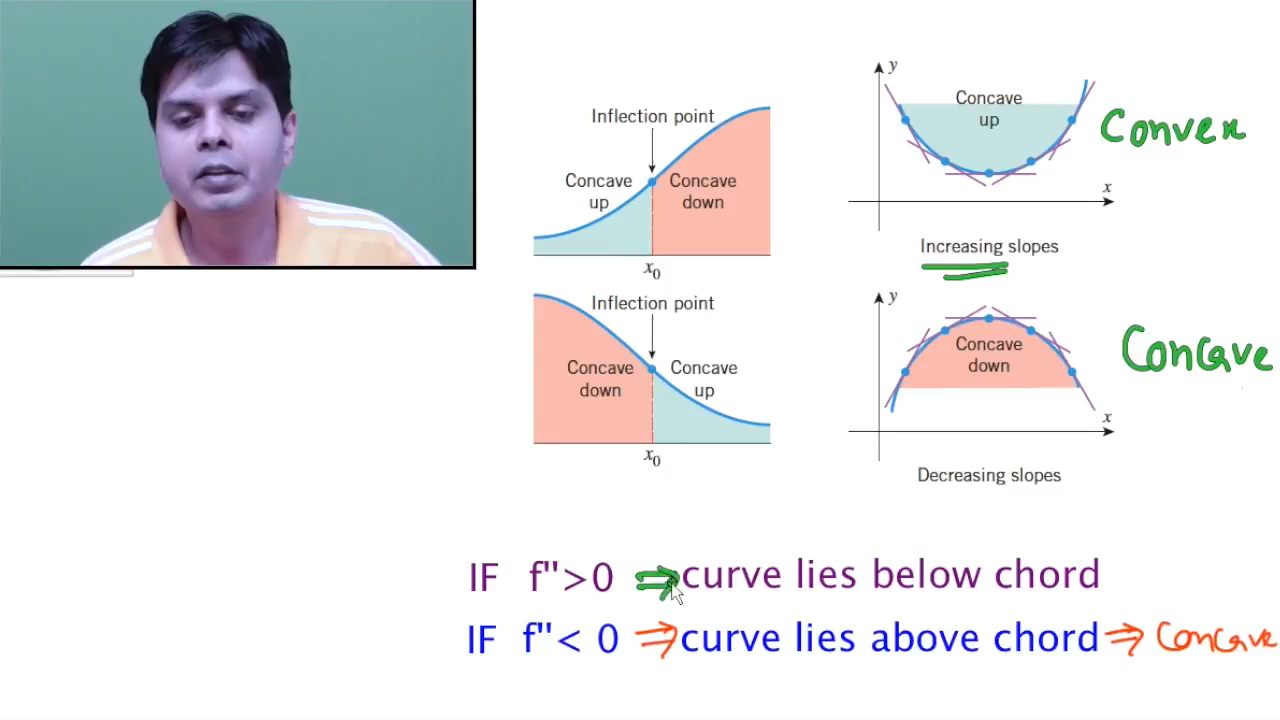 Inflection point
Concave
up
Concave
down
x₀
Inflection point
Concave
down
Concave
up
x₀
y
Concave
up
Convex
x
Increasing slopes
y
Concave
down
Concave
x
Decreasing slopes
IF f">0 ⇒ curve lies below chord
IF f"< 0 ⇒ curve lies above chord ⇒ Concave